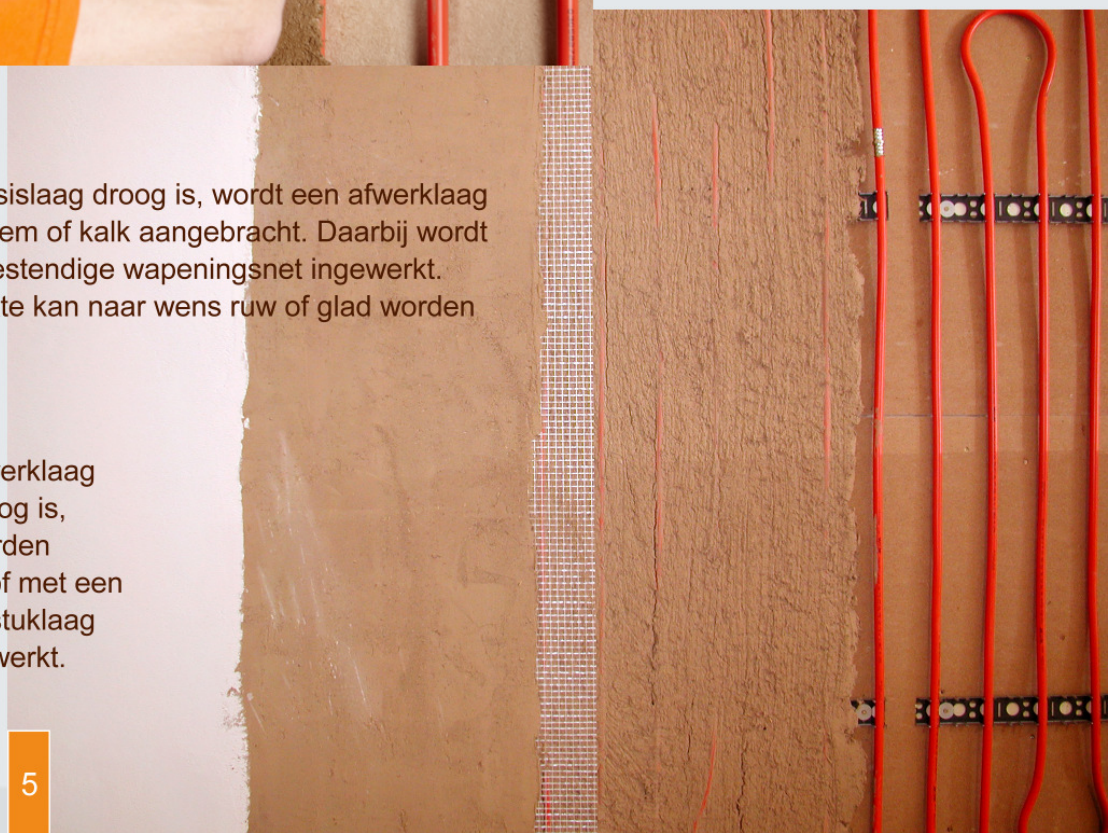 sislaag droog is, wordt een afwerklaag
em of kalk aangebracht. Daarbij wordt
estendige wapeningsnet ingewerkt.
te kan naar wens ruw of glad worden
erklaag
og is,
rden
of met een
stuklaag
werkt.
5